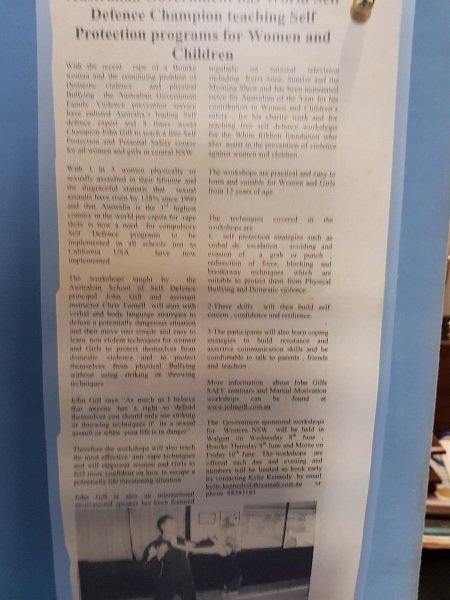 Australian Government has World Self
Defence Champion teaching Self
Protection programs for Women and
Children
With the recent rape of a Bourke
woman and the continuing problem of
Domestic violence and physical
Bullying the Australian Government
Family Violence prevention service
have enlisted Australia's leading Self
defence expert and times world
Champion John Gill to teach a free Self
Protection and Personal Safety course
for all women and girls in central NSW.
With 1 in 3 women physically or
sexually assaulted in their lifetime and
the disgraceful statistic that sexual
assaults have risen by 128% since 1990
and that Australia is the 3rd highest
country in the world per capita for rape
there is now a need for compulsory
Self Defence programs to be
implemented in all schools just as
California USA have now
implemented.
The workshops taught by the
Australian School of Self Defence
principal John Gill and assistant
instructor Chris Funnell will start with
verbal and body language strategies to
defuse a potentially dangerous situation
and then move into simple and easy to
learn non violent techniques for women
and Girls to protect themselves from
domestic violence and to protect
themselves from physical Bullying
without using striking or throwing
techniques
John Gill says "As much as I believe
that anyone has a right to defend
themselves you should only use striking
or throwing techniques if its a sexual
assault or when your life is in danger".
Therefore the workshops will also teach
the most effective anti rape techniques
and will empower women and Girls to
feel more confident on how to escape a
potentially life threatening situation.
John Gill is also an international
motivational speaker has been featured
regularly on national television
including Kerri Anne, Sunrise and the
Morning Show and has been nominated
twice for Australian of the Year for his
contribution to Women and Children's
safety , for his charity work and for
teaching free self defence workshops
for the White Ribbon foundation who
also assist in the prevention of violence
against women and children.
The workshops are practical and easy to
learn and suitable for Women and Girls
from 12 years of age.
The techniques covered in the
workshops are
1. self protection strategies such as
verbal de- escalation , avoiding and
evasion of a grab or punch
redirection of force, blocking and
breakaway techniques which are
suitable to protect them from Physical
Bullying and Domestic violence.
2.These skills will then build self
esteem , confidence and resilience.
3.The participants will also learn coping
strategies to build resistance and
assertive communication skills and be
comfortable to talk to parents , friends
and teachers .
More information about John Gills
SAFE seminars and Martial Motivation
workshops can be found at
www.johngill.com.au
The Government sponsored workshops
for Western NSW will be held in
Walgett on Wednesday 8th June ,
Bourke Thursday 9th June and Moree on
Friday 10th June. The workshops are
offered each day and evening and
numbers will be limited so book early
by contacting Kylie Kennedy by email
or
phone 68283143